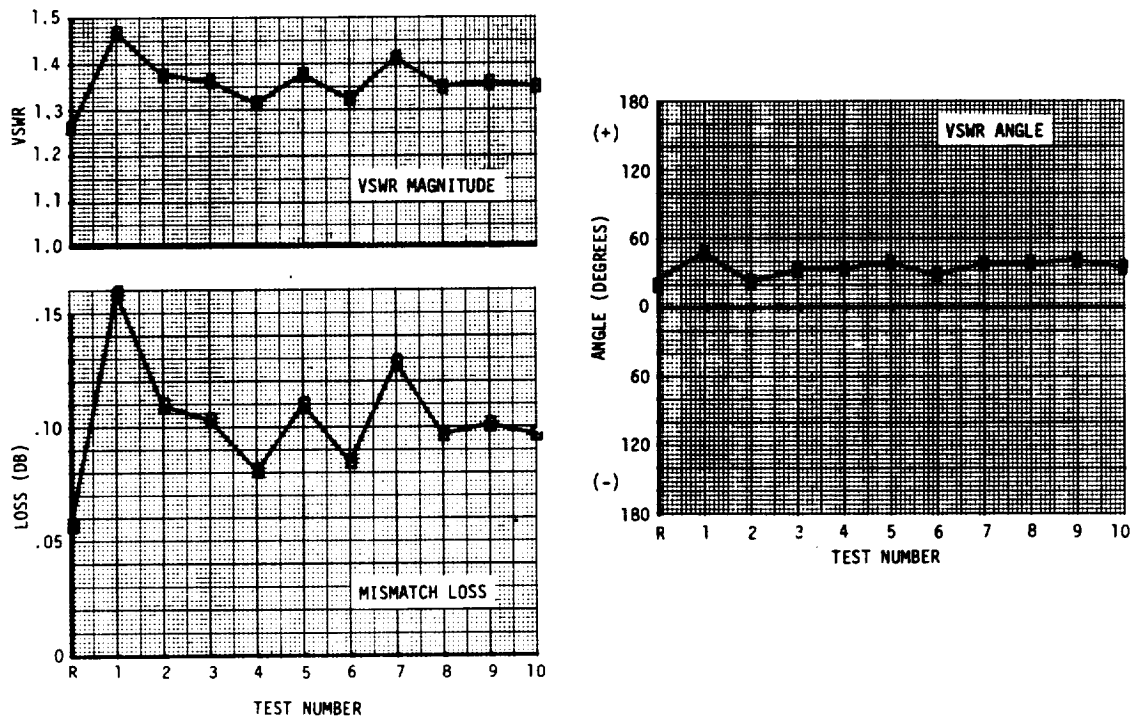 1.5
1.4
1.3
1.2
1.1
1.0
VSWR
VSWR MAGNITUDE
.15
.10
.05
0
LOSS (DB)
MISMATCH LOSS
R 1 2 3 4 5 6 7 8 9 10
TEST NUMBER
180
(+)
120
60
0
60
120
(-)
180
ANGLE (DEGREES)
VSWR ANGLE
R 1 2 3 4 5 6 7 8 9 10
TEST NUMBER